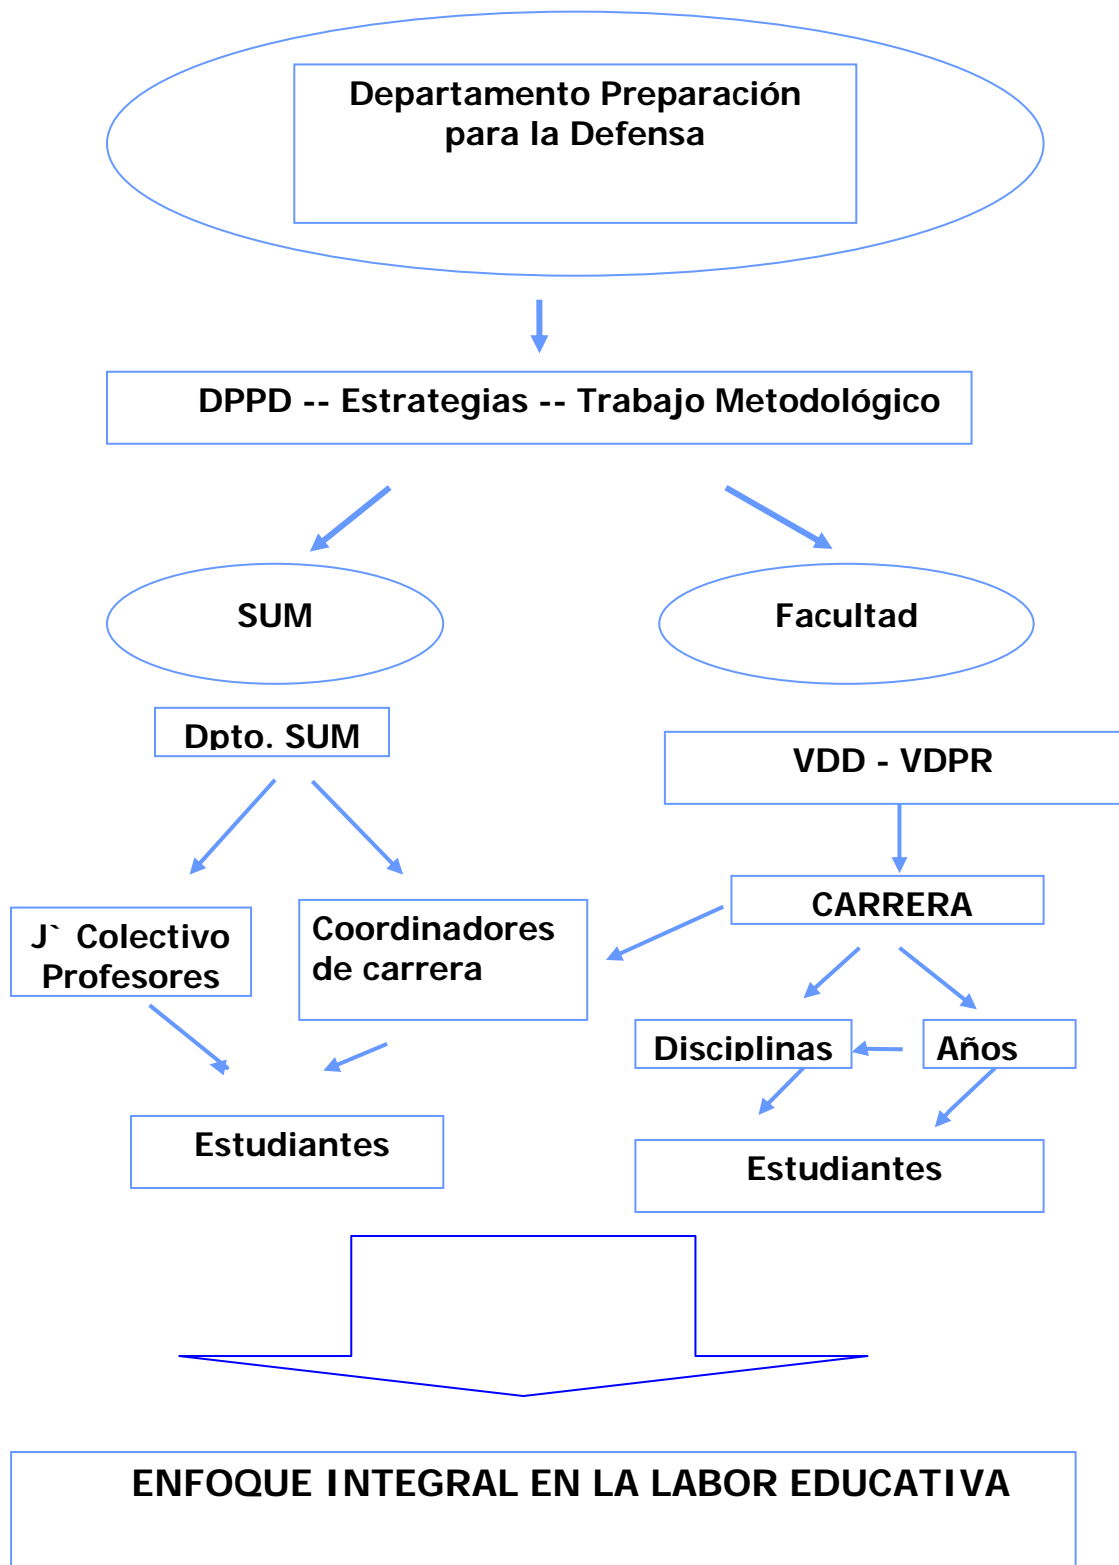 Departamento Preparación
para la Defensa
DPPD -- Estrategias -- Trabajo Metodológico
SUM
Facultad
Dpto. SUM
VDD - VDPR
CARRERA
J` Colectivo
Profesores
Coordinadores
de carrera
Disciplinas
Años
Estudiantes
Estudiantes
ENFOQUE INTEGRAL EN LA LABOR EDUCATIVA